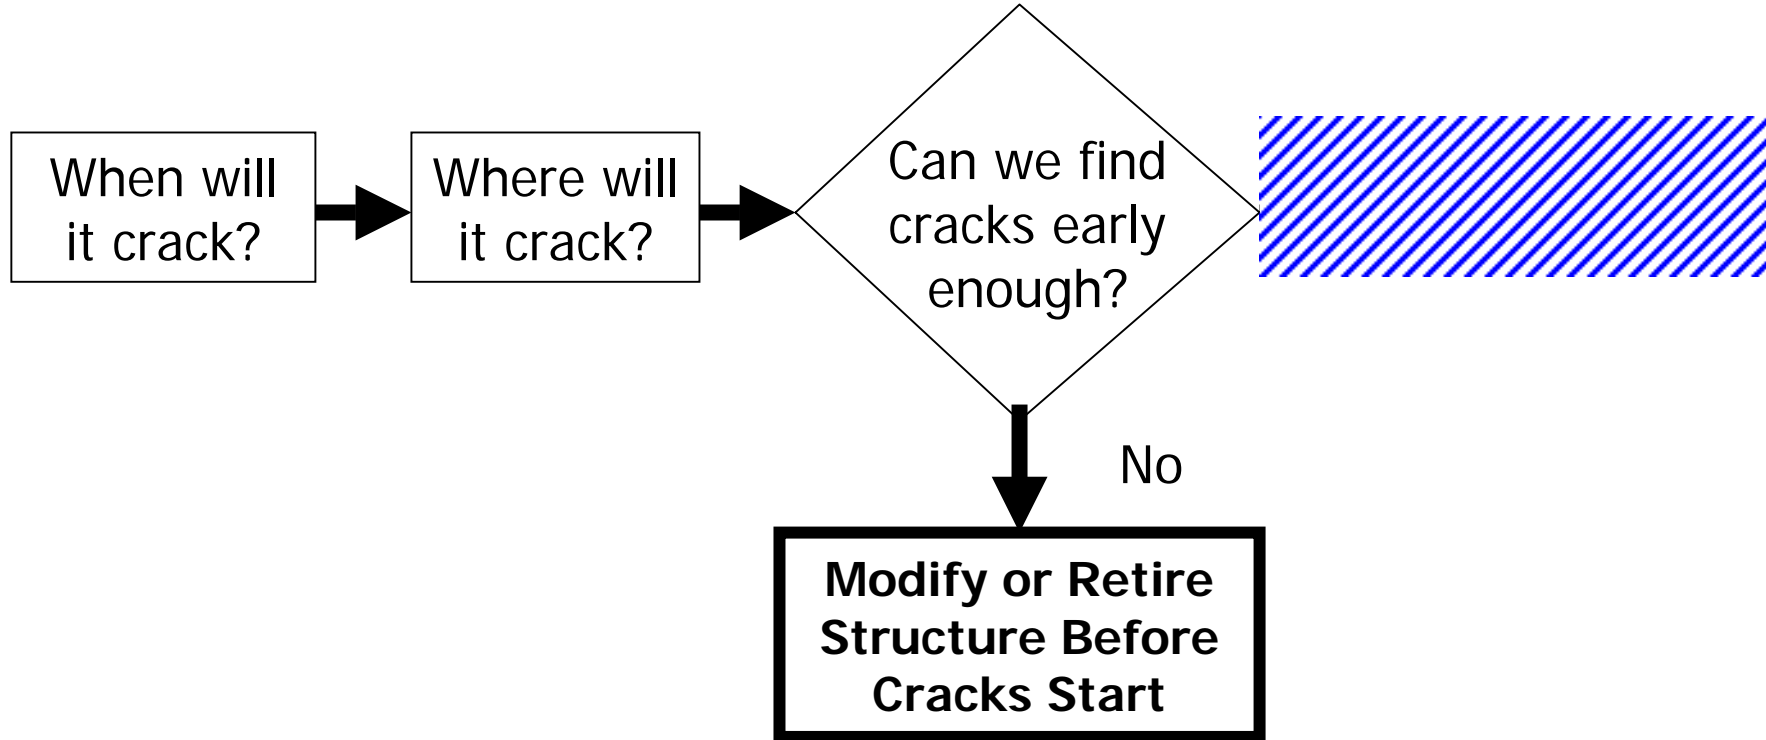 When will
it crack?
Where will
it crack?
Can we find
cracks early
enough?
No
Modify or Retire
Structure Before
Cracks Start